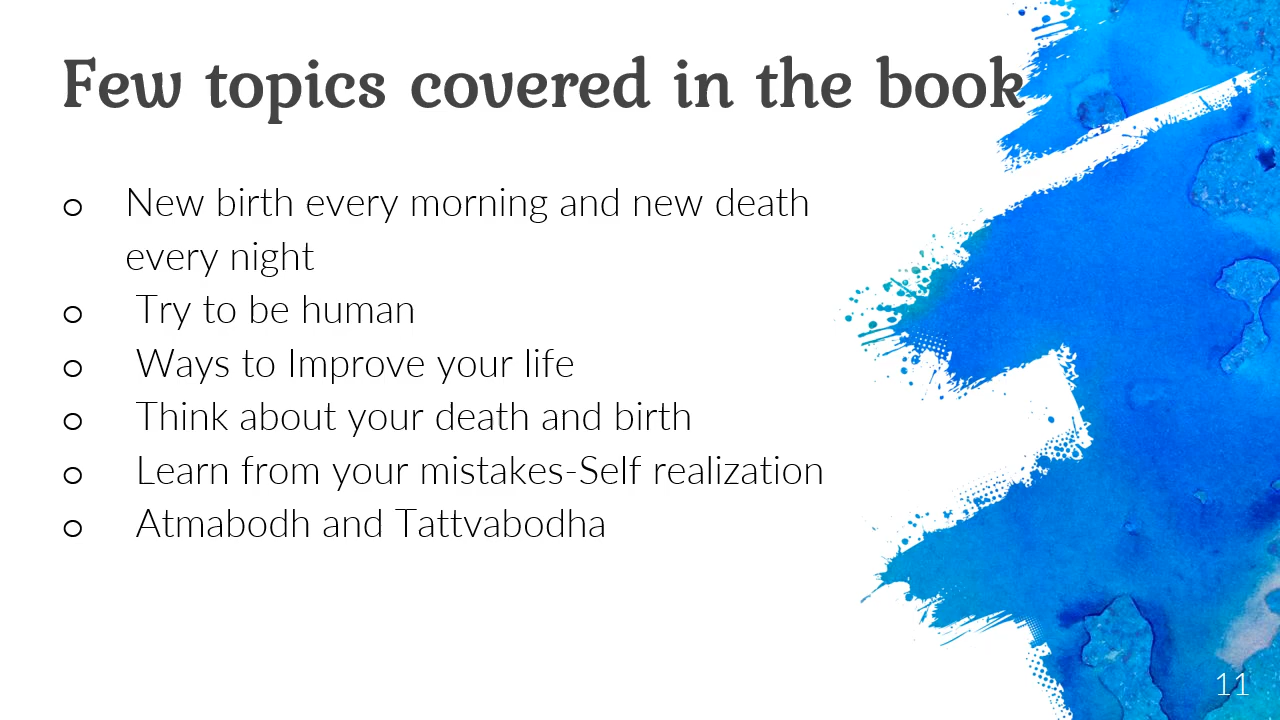 Few topics covered in the book
o New birth every morning and new death
every night
o Try to be human
o Ways to Improve your life
o Think about your death and birth
o Learn from your mistakes-Self realization
o Atmabodh and Tattvabodha
11